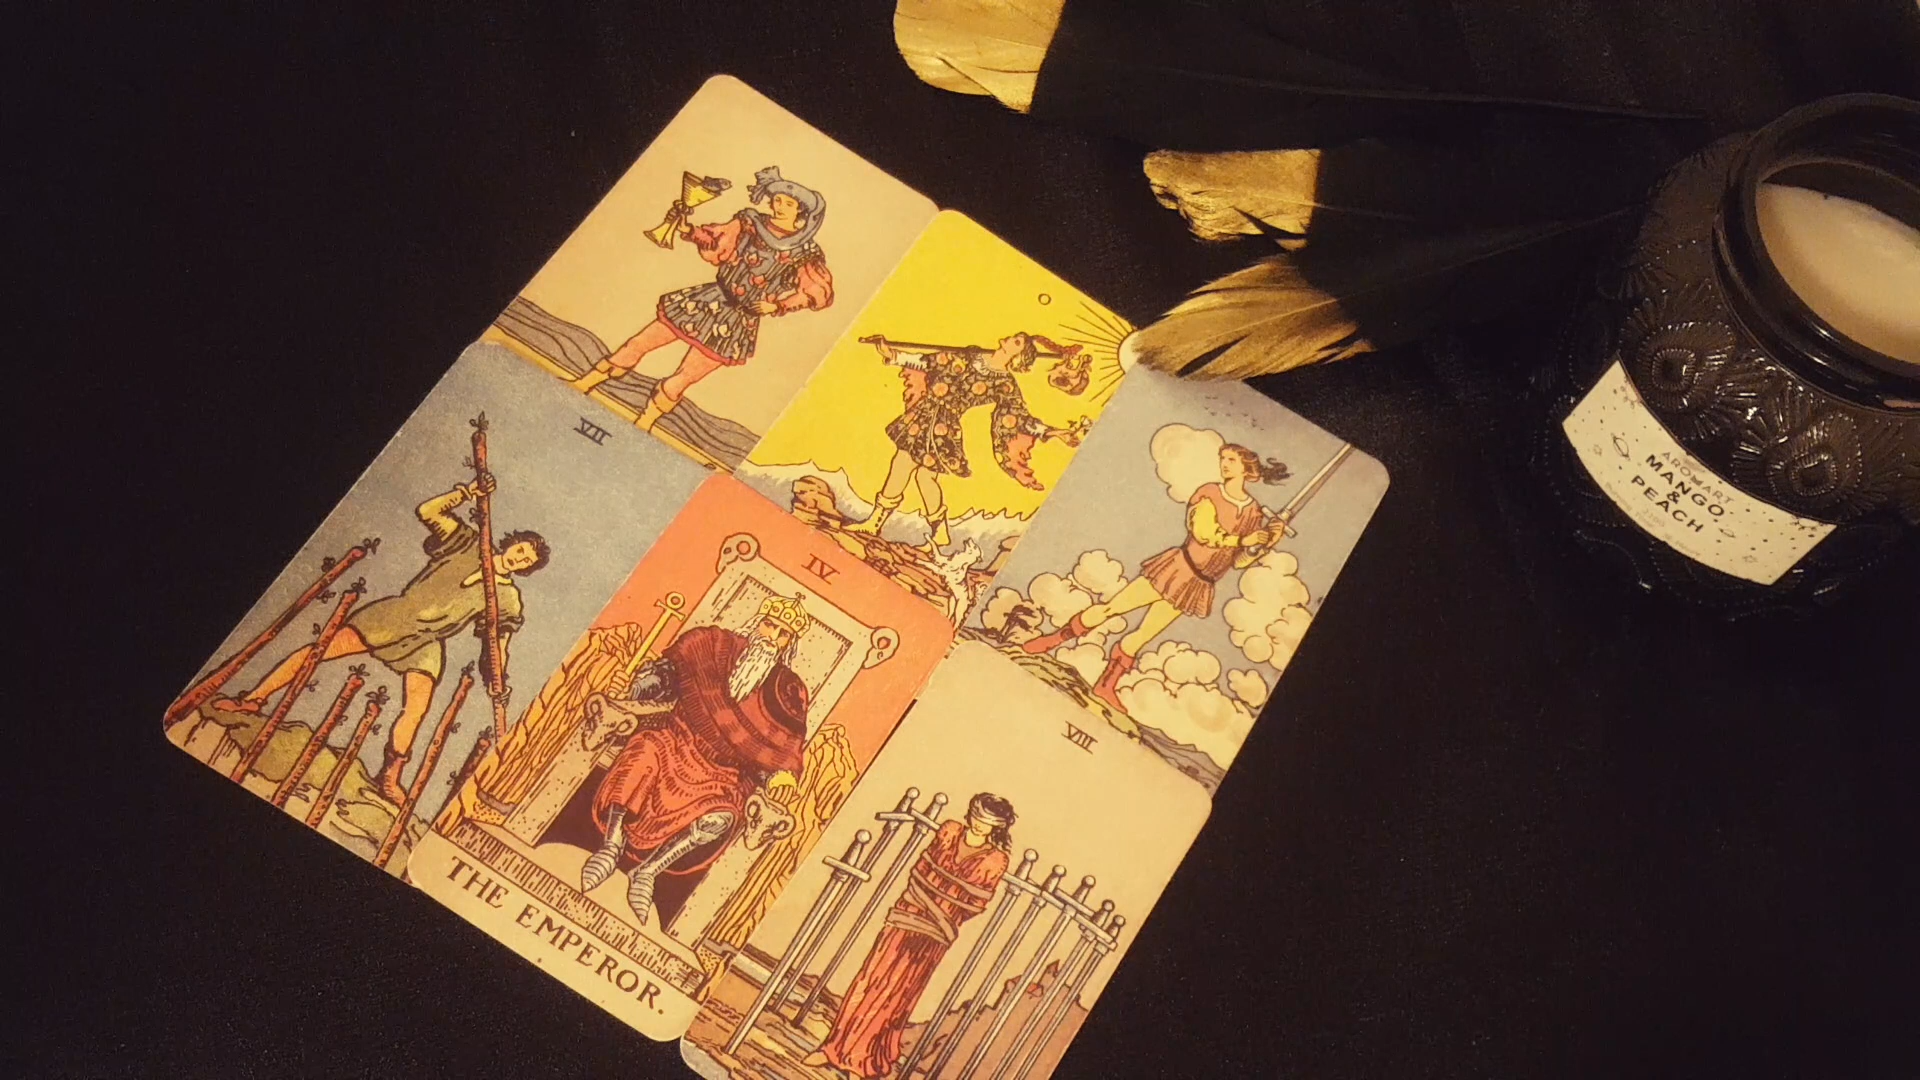 VII
IV
THE EMPEROR.
VIII
AROMART
MANGO
&
PEACH